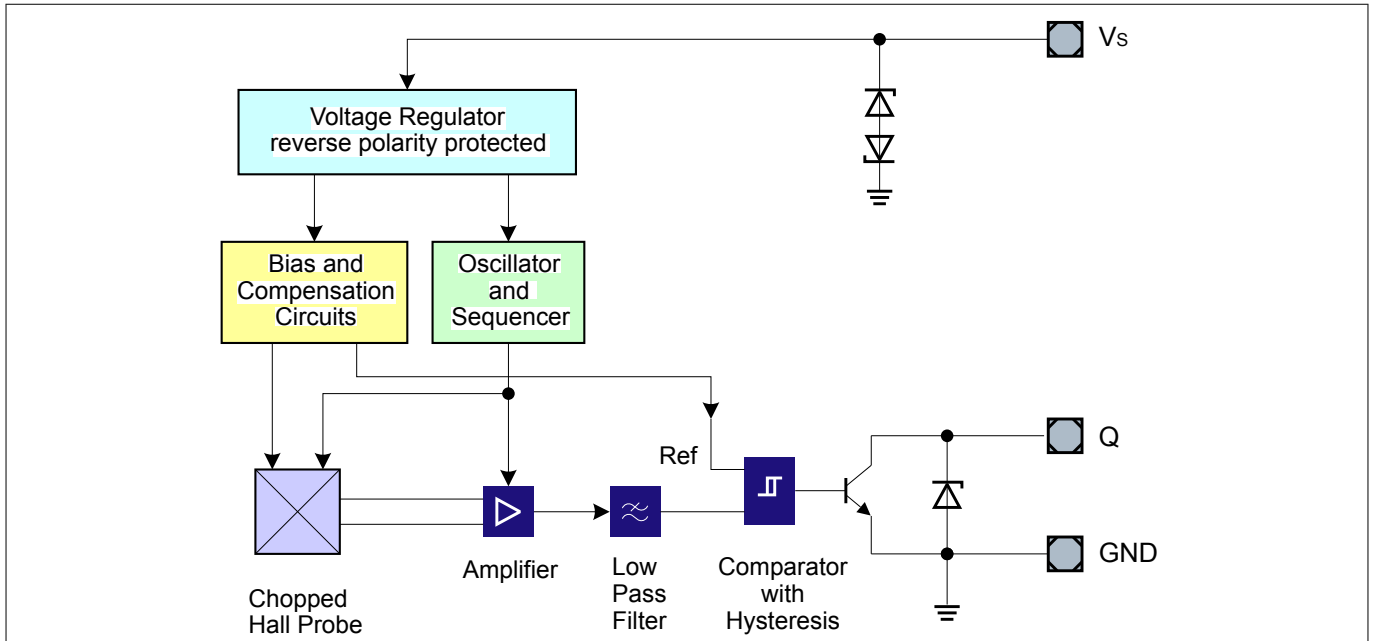 Vs
Voltage Regulator
reverse polarity protected
Bias and
Compensation
Circuits
Oscillator
and
Sequencer
Ref
Q
GND
Amplifier
Low
Pass
Filter
Comparator
with
Hysteresis
Chopped
Hall Probe